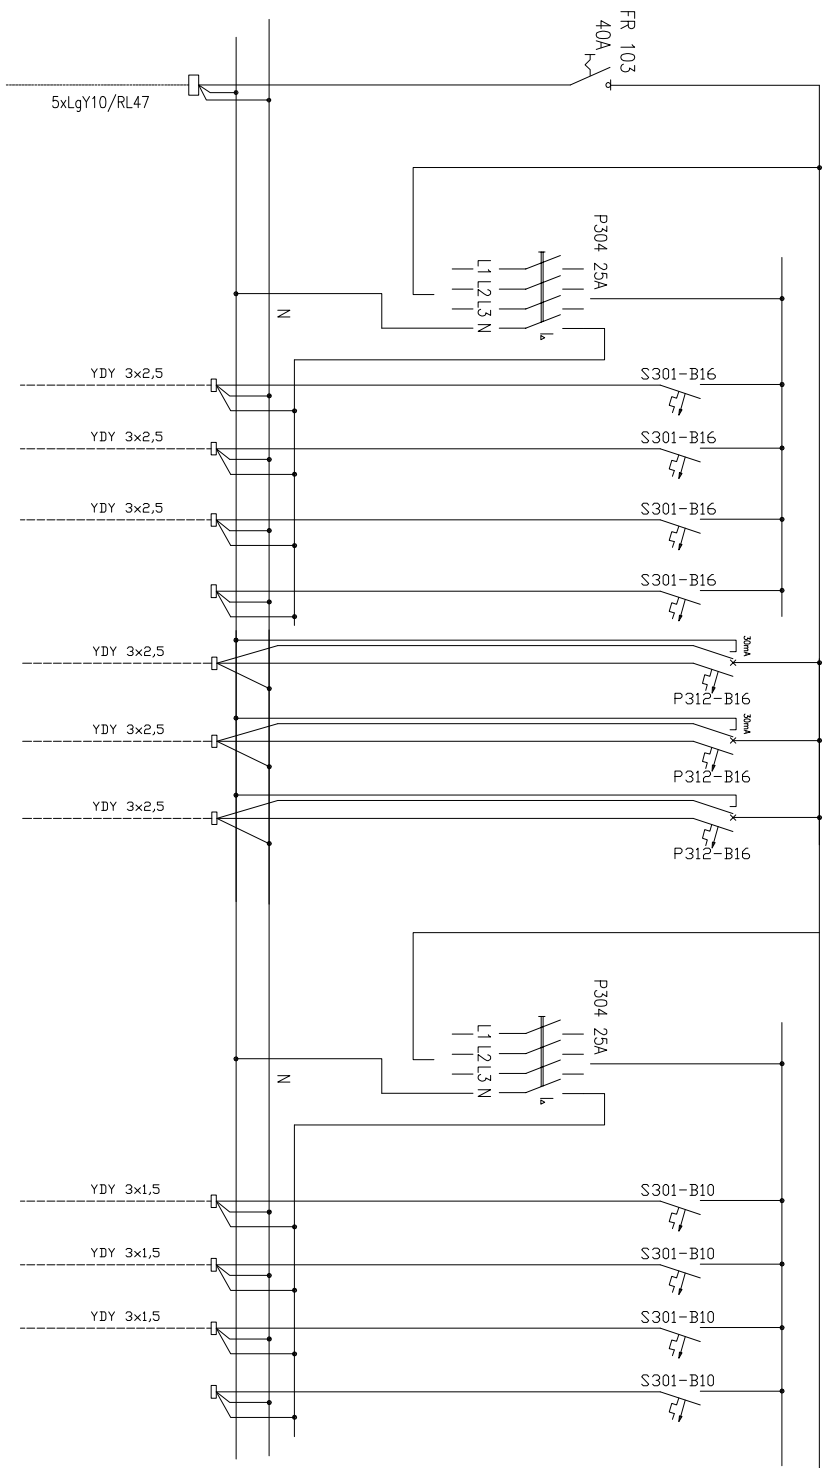 FR 103
40A
5xLgY10/RL47
P304 25A
L1 L2 L3 N
N
YDY 3x2,5
S301-B16
YDY 3x2,5
S301-B16
YDY 3x2,5
S301-B16
S301-B16
30mA
YDY 3x2,5
P312-B16
30mA
YDY 3x2,5
P312-B16
YDY 3x2,5
P312-B16
P304 25A
L1 L2 L3 N
N
YDY 3x1,5
S301-B10
YDY 3x1,5
S301-B10
YDY 3x1,5
S301-B10
S301-B10